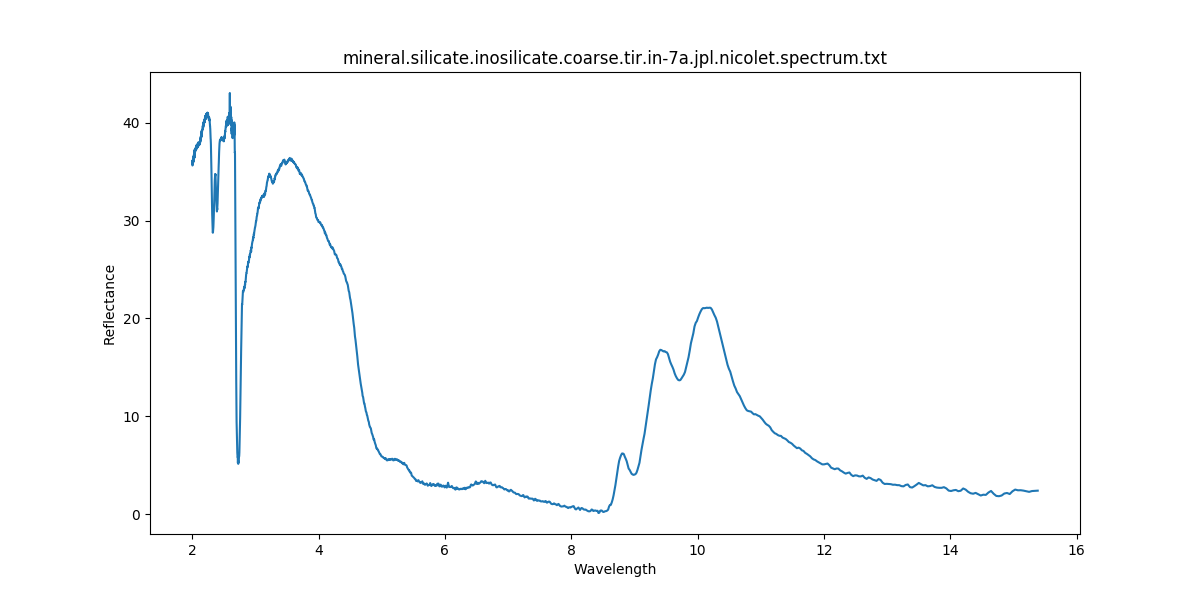 mineral.silicate.inosilicate.coarse.tir.in-7a.jpl.nicolet.spectrum.txt
40
30
20
10
0
Reflectance
2 4 6 8 10 12 14 16
Wavelength